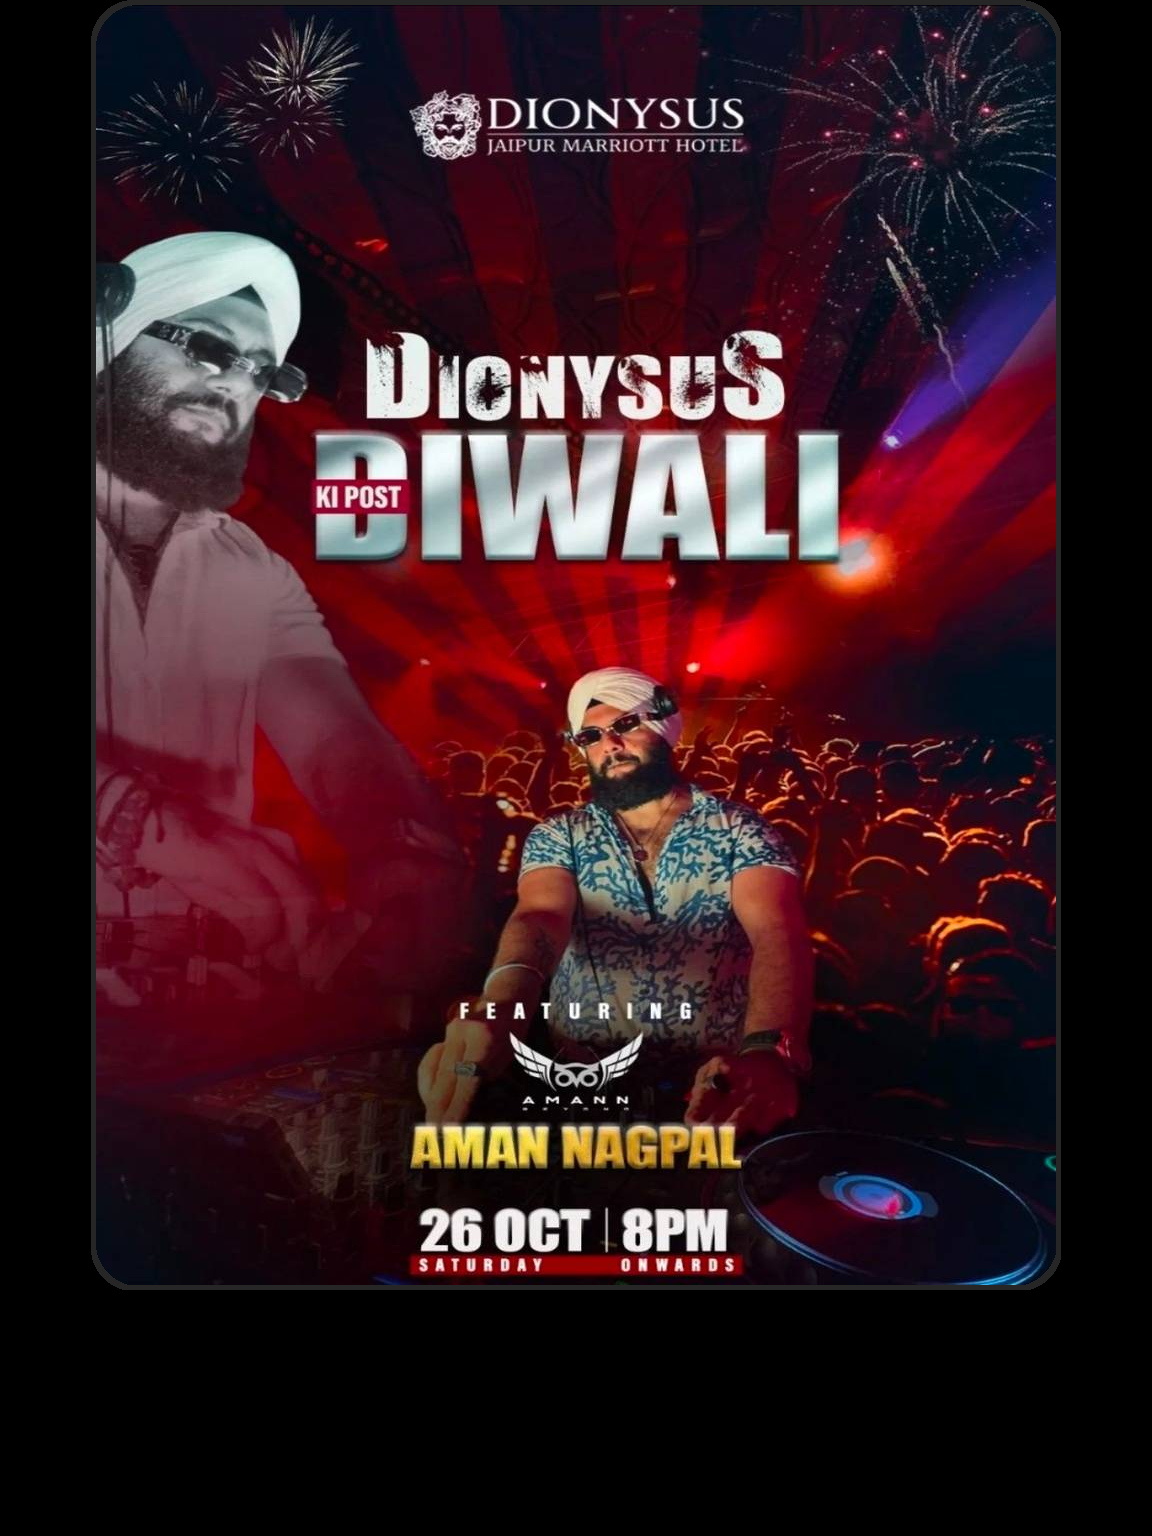 DIONYSUS
JAIPUR MARRIOTT HOTEL
DIONYSUS
DIWALI
KI POST
FEATURING
AMANN
AMAN NAGPAL
26 OCT | 8PM
SATURDAY ONWARDS